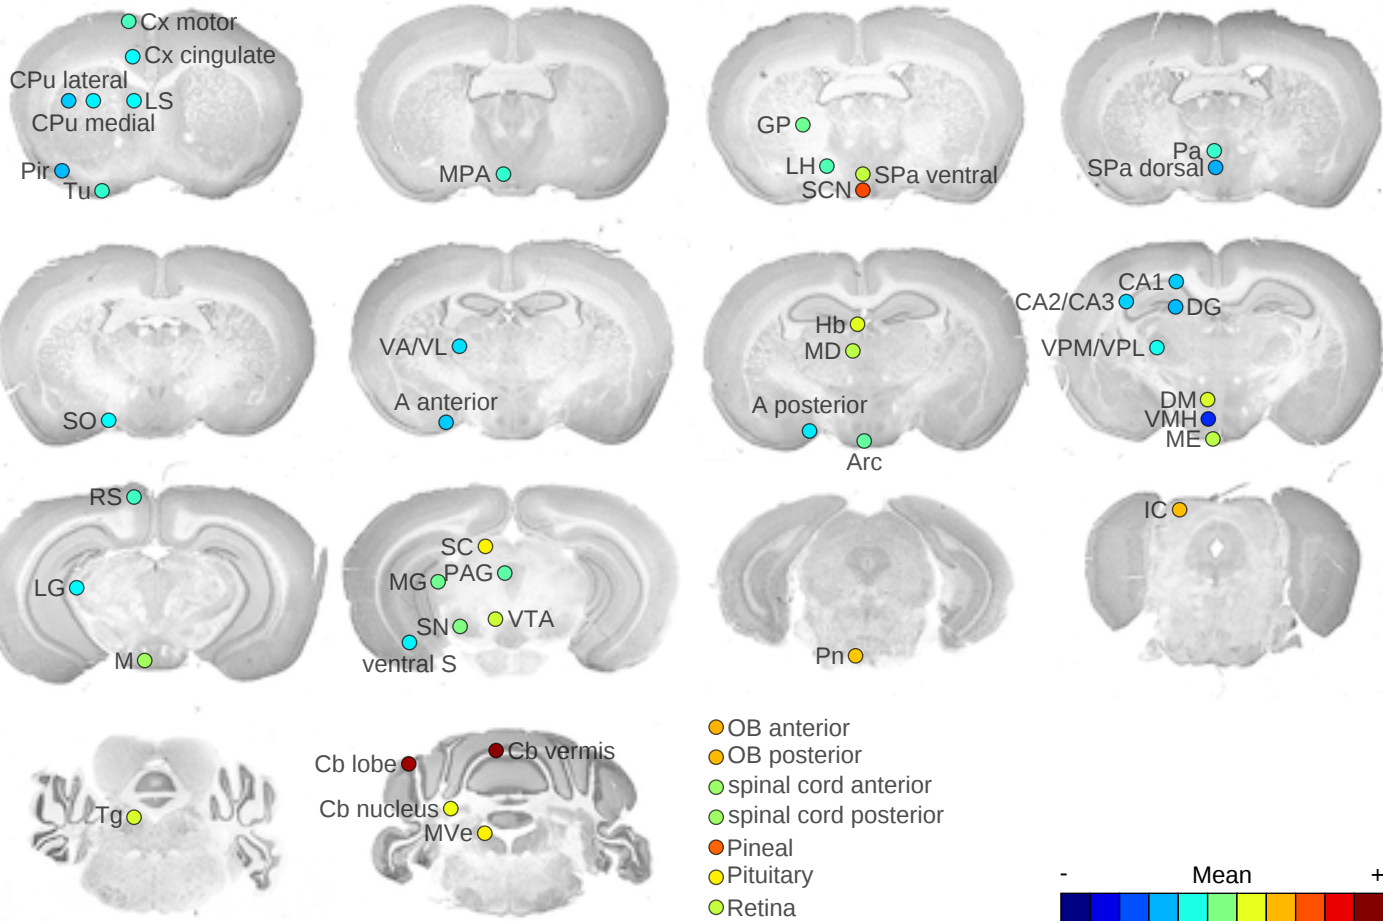 Cx motor
Cx cingulate
CPu lateral
LS
CPu medial
Pir
Tu
MPA
GP
LH
SPa ventral
SCN
Pa
SPa dorsal
SO
VA/VL
A anterior
Hb
MD
A posterior
Arc
CA1
CA2/CA3
DG
VPM/VPL
DM
VMH
ME
RS
LG
M
SC
MG
PAG
SN
VTA
ventral S
Pn
IC
Tg
Cb lobe
Cb vermis
Cb nucleus
MVe
OB anterior
OB posterior
spinal cord anterior
spinal cord posterior
Pineal
Pituitary
Retina
- Mean +